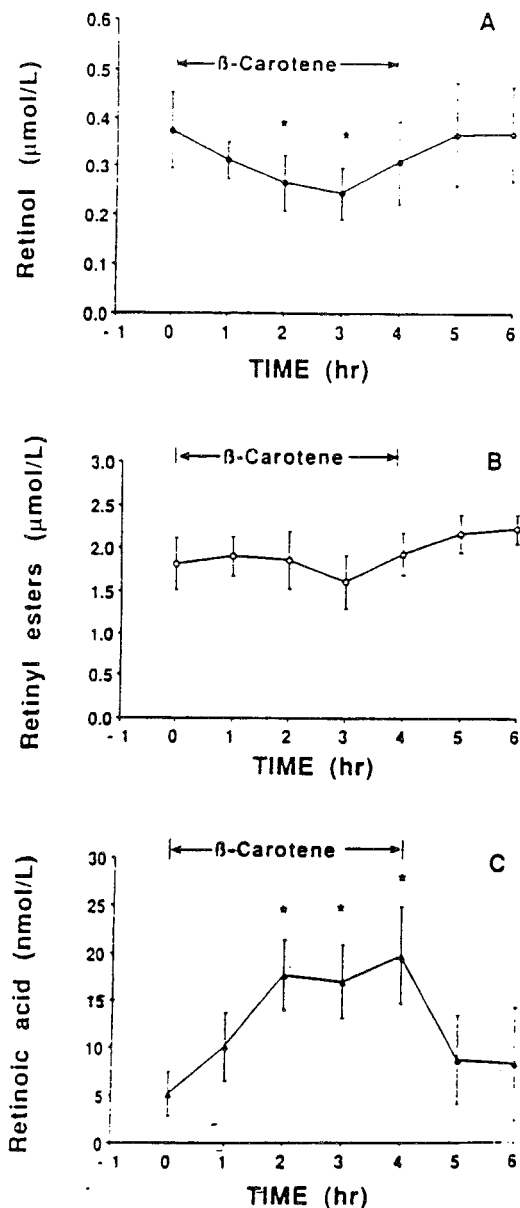 A
0.6
0.5
0.4
0.3
0.2
0.1
0.0
ß-Carotene
*
*
Retinol (µmol/L)
- 1 0 1 2 3 4 5 6
TIME (hr)
B
3.0
2.5
2.0
1.5
1.0
0.5
0.0
ß-Carotene
Retinyl esters (µmol/L)
- 1 0 1 2 3 4 5 6
TIME (hr)
C
30
25
20
15
10
5
0
ß-Carotene
* * *
Retinoic acid (nmol/L)
- 1 0 1 2 3 4 5 6
TIME (hr)